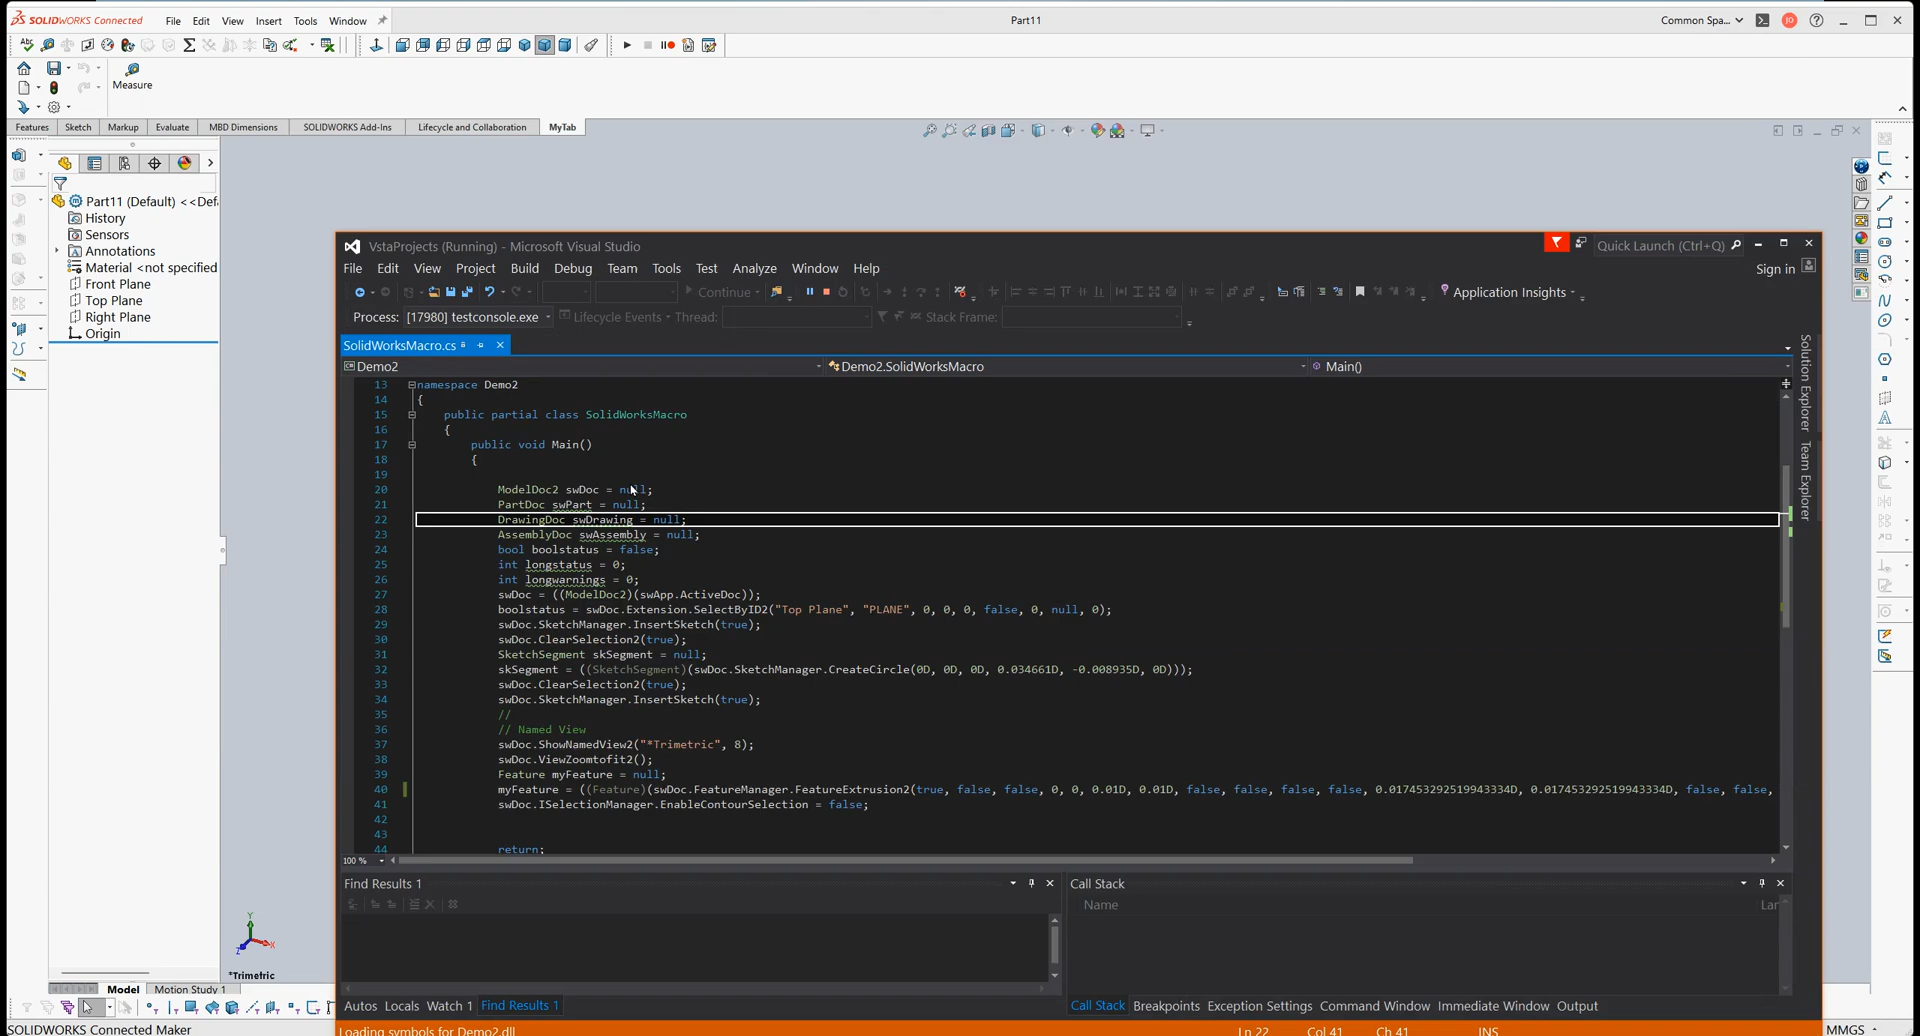 SOLIDWORKS Connected File Edit View Insert Tools Window Part11 Common Spa...
Measure
Features Sketch Markup Evaluate MBD Dimensions SOLIDWORKS Add-Ins Lifecycle and Collaboration MyTab
Part11 (Default) <<Def
History
Sensors
Annotations
Material <not specified
Front Plane
Top Plane
Right Plane
Origin
VstaProjects (Running) - Microsoft Visual Studio Quick Launch (Ctrl+Q)
File Edit View Project Build Debug Team Tools Test Analyze Window Help Sign in
Continue Application Insights
Process: [17980] testconsole.exe Lifecycle Events Thread: Stack Frame:
SolidWorksMacro.cs
Demo2 Demo2.SolidWorksMacro Main()
Solution Explorer
Team Explorer
13 namespace Demo2
14 {
15 public partial class SolidWorksMacro
16 {
17 public void Main()
18 {
19
20 ModelDoc2 swDoc = null;
21 PartDoc swPart = null;
22 DrawingDoc swDrawing = null;
23 AssemblyDoc swAssembly = null;
24 bool boolstatus = false;
25 int longstatus = 0;
26 int longwarnings = 0;
27 swDoc = ((ModelDoc2)(swApp.ActiveDoc));
28 boolstatus = swDoc.Extension.SelectByID2("Top Plane", "PLANE", 0, 0, 0, false, 0, null, 0);
29 swDoc.SketchManager.InsertSketch(true);
30 swDoc.ClearSelection2(true);
31 SketchSegment skSegment = null;
32 skSegment = ((SketchSegment)(swDoc.SketchManager.CreateCircle(0D, 0D, 0D, 0.034661D, -0.008935D, 0D)));
33 swDoc.ClearSelection2(true);
34 swDoc.SketchManager.InsertSketch(true);
35 //
36 // Named View
37 swDoc.ShowNamedView2("*Trimetric", 8);
38 swDoc.ViewZoomtofit2();
39 Feature myFeature = null;
40 myFeature = ((Feature)(swDoc.FeatureManager.FeatureExtrusion2(true, false, false, 0, 0, 0.01D, 0.01D, false, false, false, false, 0.017453292519943334D, 0.017453292519943334D, false, false,
41 swDoc.ISelectionManager.EnableContourSelection = false;
42
43
44 return;
100 %
Find Results 1 Call Stack
Name Lar
Y
X
Z
*Trimetric
Model Motion Study 1
Autos Locals Watch 1 Find Results 1 Call Stack Breakpoints Exception Settings Command Window Immediate Window Output
SOLIDWORKS Connected Maker Loading symbols for Demo2.dll Ln 22 Col 41 Ch 41 INS MMGS